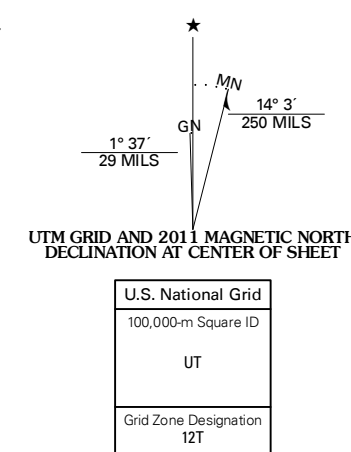 ★
MN
GN
14° 3´
250 MILS
1° 37´
29 MILS
UTM GRID AND 2011 MAGNETIC NORTH
DECLINATION AT CENTER OF SHEET
U.S. National Grid
100,000-m Square ID
UT
Grid Zone Designation
12T